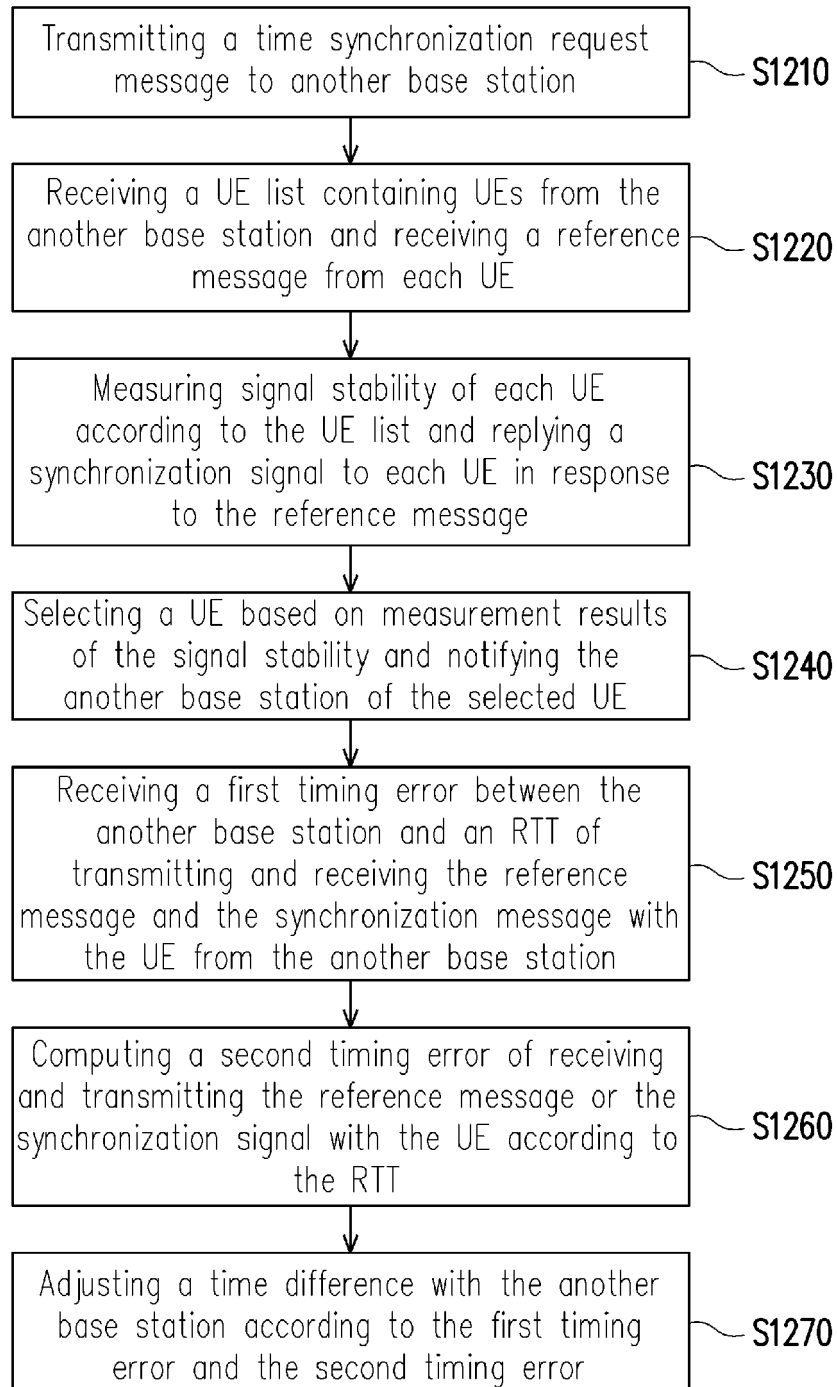 Transmitting a time synchronization request
message to another base station
S1210
Receiving a UE list containing UEs from the
another base station and receiving a reference
message from each UE
S1220
Measuring signal stability of each UE
according to the UE list and replying a
synchronization signal to each UE in response
to the reference message
S1230
Selecting a UE based on measurement results
of the signal stability and notifying the
another base station of the selected UE
S1240
Receiving a first timing error between the
another base station and an RTT of
transmitting and receiving the reference
message and the synchronization message with
the UE from the another base station
S1250
Computing a second timing error of receiving
and transmitting the reference message or the
synchronization signal with the UE according to
the RTT
S1260
Adjusting a time difference with the another
base station according to the first timing
error and the second timing error
S1270